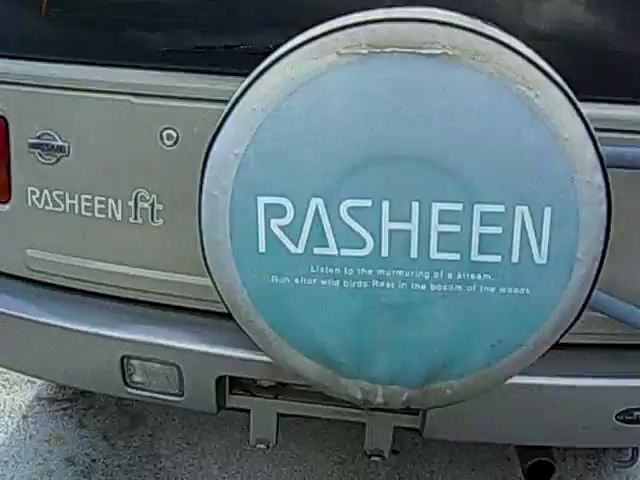 NISSAN
RASHEEN ft
RASHEEN
Listen to the murmuring of a stream.
Run after wild birds. Rest in the bosom of the woods